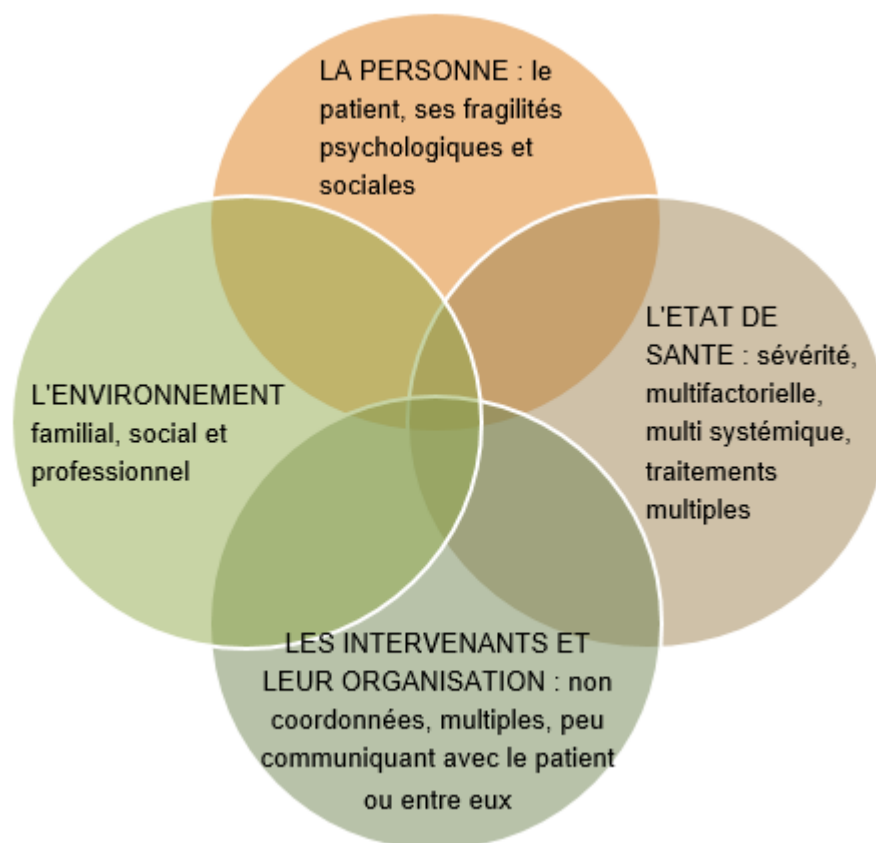 LA PERSONNE : le
patient, ses fragilités
psychologiques et
sociales
L'ETAT DE
SANTE : sévérité,
multifactorielle,
multi systémique,
traitements
multiples
L'ENVIRONNEMENT
familial, social et
professionnel
LES INTERVENANTS ET
LEUR ORGANISATION : non
coordonnées, multiples, peu
communiquant avec le patient
ou entre eux